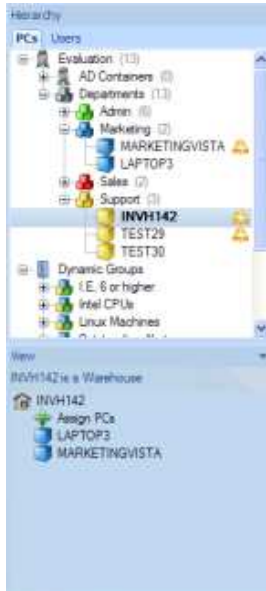 Hierarchy
PCs Users
Evaluation (13)
AD Containers (0)
Departments (13)
Admin (6)
Marketing (2)
MARKETINGVISTA
LAPTOP3
Sales (2)
Support (3)
INVH142
TEST29
TEST30
Dynamic Groups
I.E. 6 or higher
Intel CPUs
Linux Machines
View
INVH142 is a Warehouse
INVH142
Assign PCs
LAPTOP3
MARKETINGVISTA